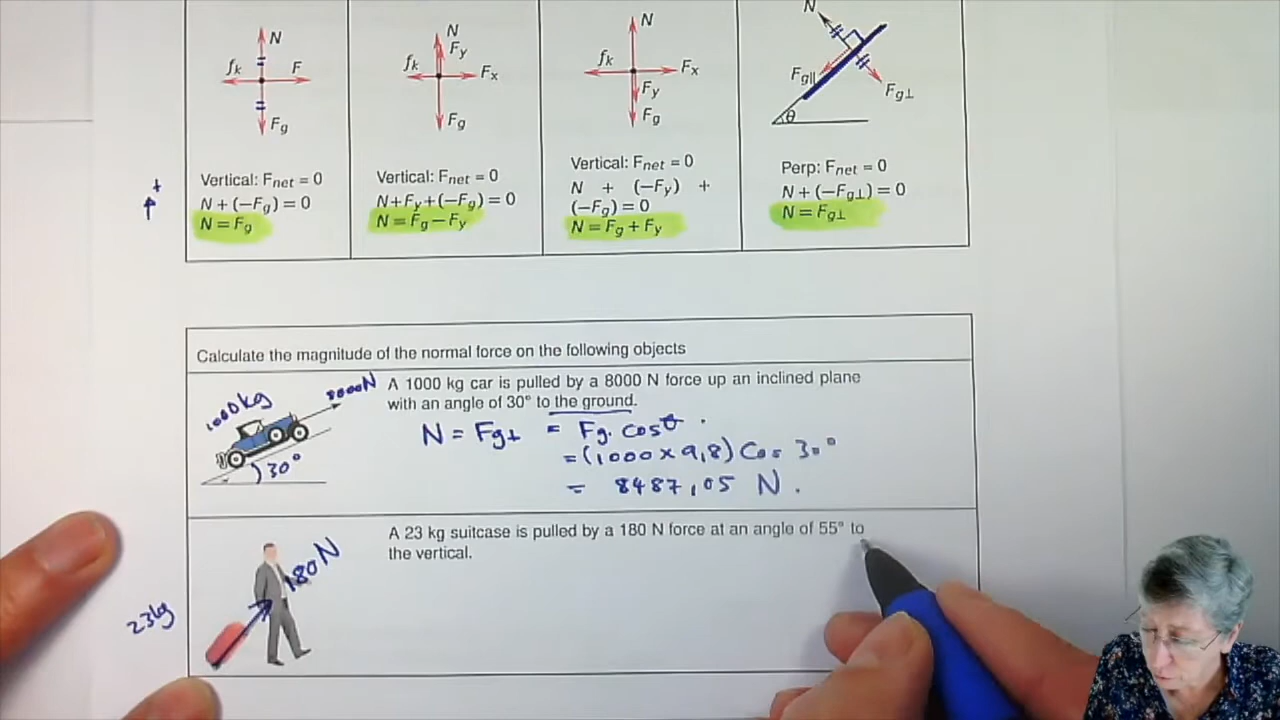 N
fk
F
Fg
Vertical: Fnet = 0
N + (−Fg) = 0
N = Fg
N
Fy
fk
Fx
Fg
Vertical: Fnet = 0
N+Fy+(−Fg) = 0
N = Fg − Fy
N
fk
Fx
Fy
Fg
Vertical: Fnet = 0
N + (−Fy) +
(−Fg) = 0
N = Fg + Fy
N
Fg||
Fg⊥
θ
Perp: Fnet = 0
N + (−Fg⊥) = 0
N = Fg⊥
+
Calculate the magnitude of the normal force on the following objects
1000kg
8000N
30°
A 1000 kg car is pulled by a 8000 N force up an inclined plane
with an angle of 30° to the ground.
N = Fg⊥ = Fg. cosθ .
= (1000 × 9,8) Cos 30°
= 8487,05 N .
23kg
180N
A 23 kg suitcase is pulled by a 180 N force at an angle of 55° to
the vertical.